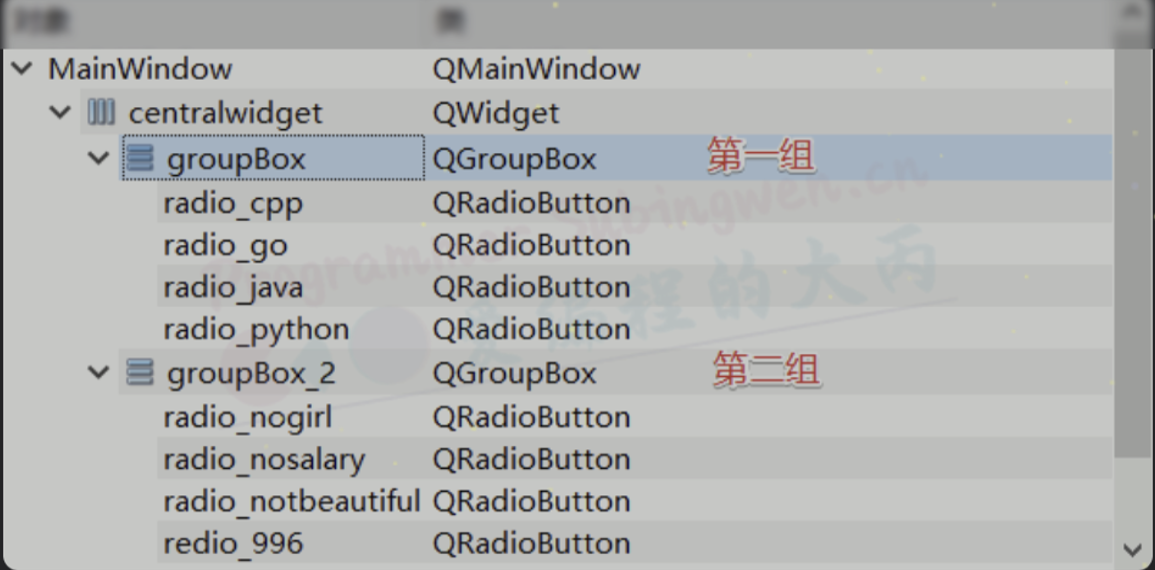 对象 类
MainWindow QMainWindow
centralwidget QWidget
groupBox QGroupBox 第一组
radio_cpp QRadioButton
radio_go QRadioButton
radio_java QRadioButton
radio_python QRadioButton
groupBox_2 QGroupBox 第二组
radio_nogirl QRadioButton
radio_nosalary QRadioButton
radio_notbeautiful QRadioButton
redio_996 QRadioButton
Programmer Subingwen.cn
爱编程的大丙